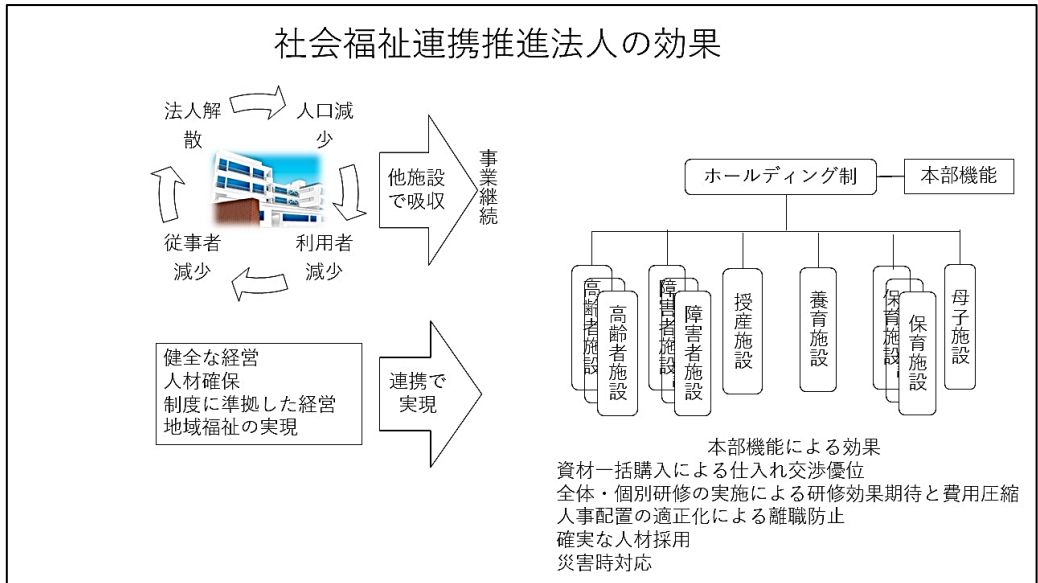 社会福祉連携推進法人の効果
法人解
散
人口減
少
従事者
減少
利用者
減少
他施設
で吸収
事業継続
健全な経営
人材確保
制度に準拠した経営
地域福祉の実現
連携で
実現
ホールディング制
本部機能
高齢者施設
高齢者施設
障害者施設
障害者施設
授産施設
養育施設
保育施設
保育施設
母子施設
本部機能による効果
資材一括購入による仕入れ交渉優位
全体・個別研修の実施による研修効果期待と費用圧縮
人事配置の適正化による離職防止
確実な人材採用
災害時対応